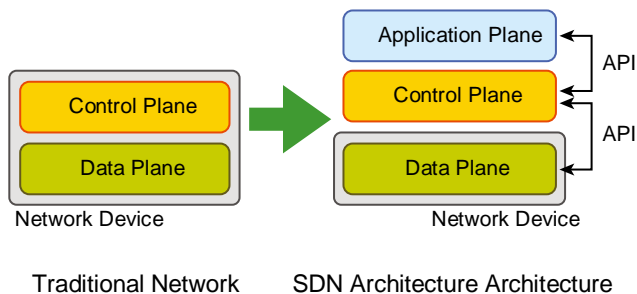 Application Plane
API
Control Plane
Control Plane
API
Data Plane
Data Plane
Network Device
Network Device
Traditional Network
SDN Architecture Architecture